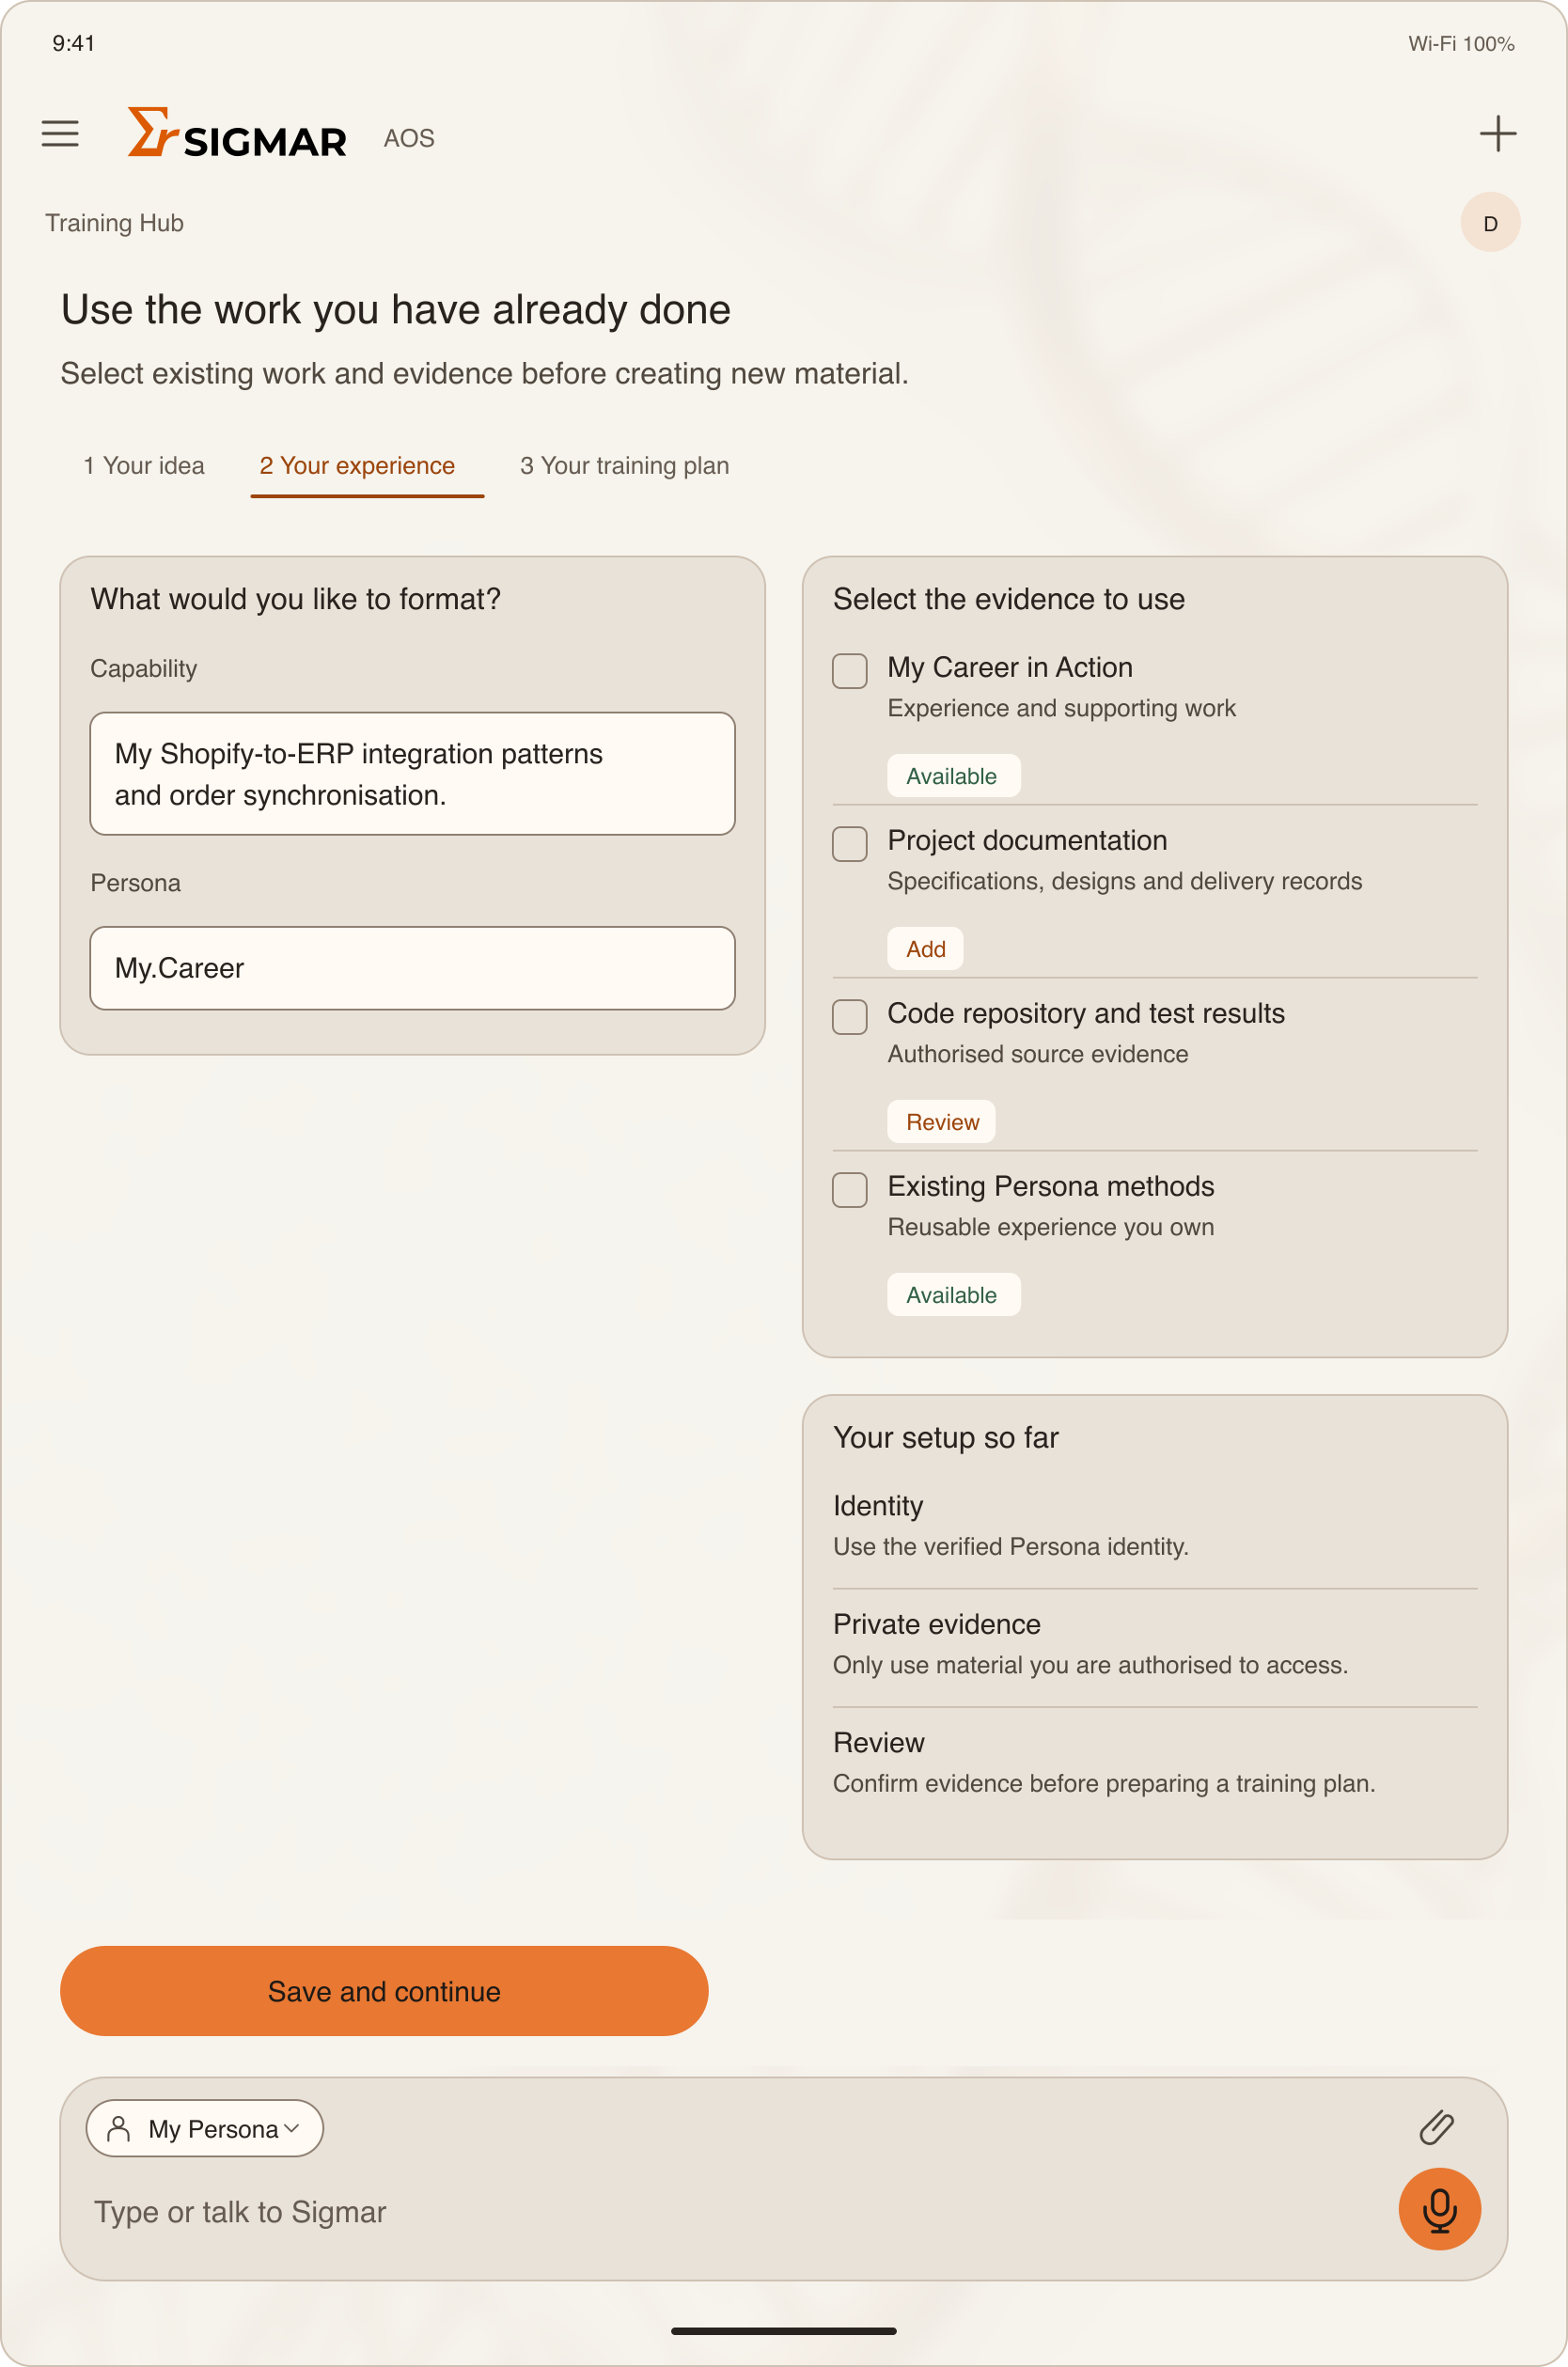 9:41
Wi-Fi 100%
Σr SIGMAR AOS
Training Hub
D
Use the work you have already done
Select existing work and evidence before creating new material.
1 Your idea
2 Your experience
3 Your training plan
What would you like to format?
Capability
My Shopify-to-ERP integration patterns
and order synchronisation.
Persona
My.Career
Select the evidence to use
My Career in Action
Experience and supporting work
Available
Project documentation
Specifications, designs and delivery records
Add
Code repository and test results
Authorised source evidence
Review
Existing Persona methods
Reusable experience you own
Available
Your setup so far
Identity
Use the verified Persona identity.
Private evidence
Only use material you are authorised to access.
Review
Confirm evidence before preparing a training plan.
Save and continue
My Persona
Type or talk to Sigmar